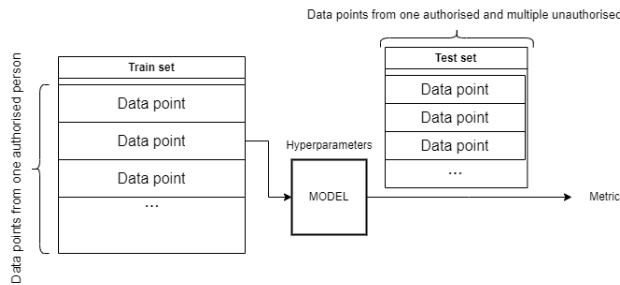 Data points from one authorised and multiple unauthorised
Data points from one authorised person
Train set
Data point
Data point
Data point
...
Test set
Data point
Data point
Data point
...
Hyperparameters
MODEL
Metric